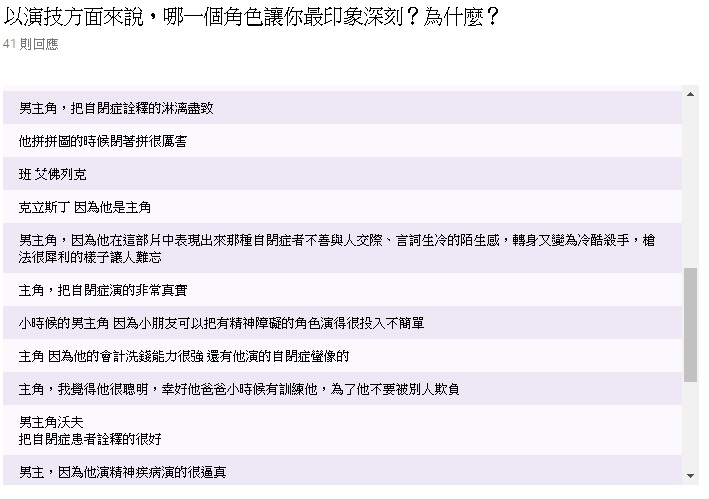 以演技方面來說，哪一個角色讓你最印象深刻？為什麼？
41 則回應
男主角，把自閉症詮釋的淋漓盡致
他拼拼圖的時候閉著拼很厲害
班 艾佛列克
克立斯丁 因為他是主角
男主角，因為他在這部片中表現出來那種自閉症者不善與人交際、言詞生冷的陌生感，轉身又變為冷酷殺手，槍
法很犀利的樣子讓人難忘
主角，把自閉症演的非常真實
小時候的男主角 因為小朋友可以把有精神障礙的角色演得很投入不簡單
主角 因為他的會計洗錢能力很強 還有他演的自閉症蠻像的
主角，我覺得他很聰明，幸好他爸爸小時候有訓練他，為了他不要被別人欺負
男主角沃夫
把自閉症患者詮釋的很好
男主，因為他演精神疾病演的很逼真